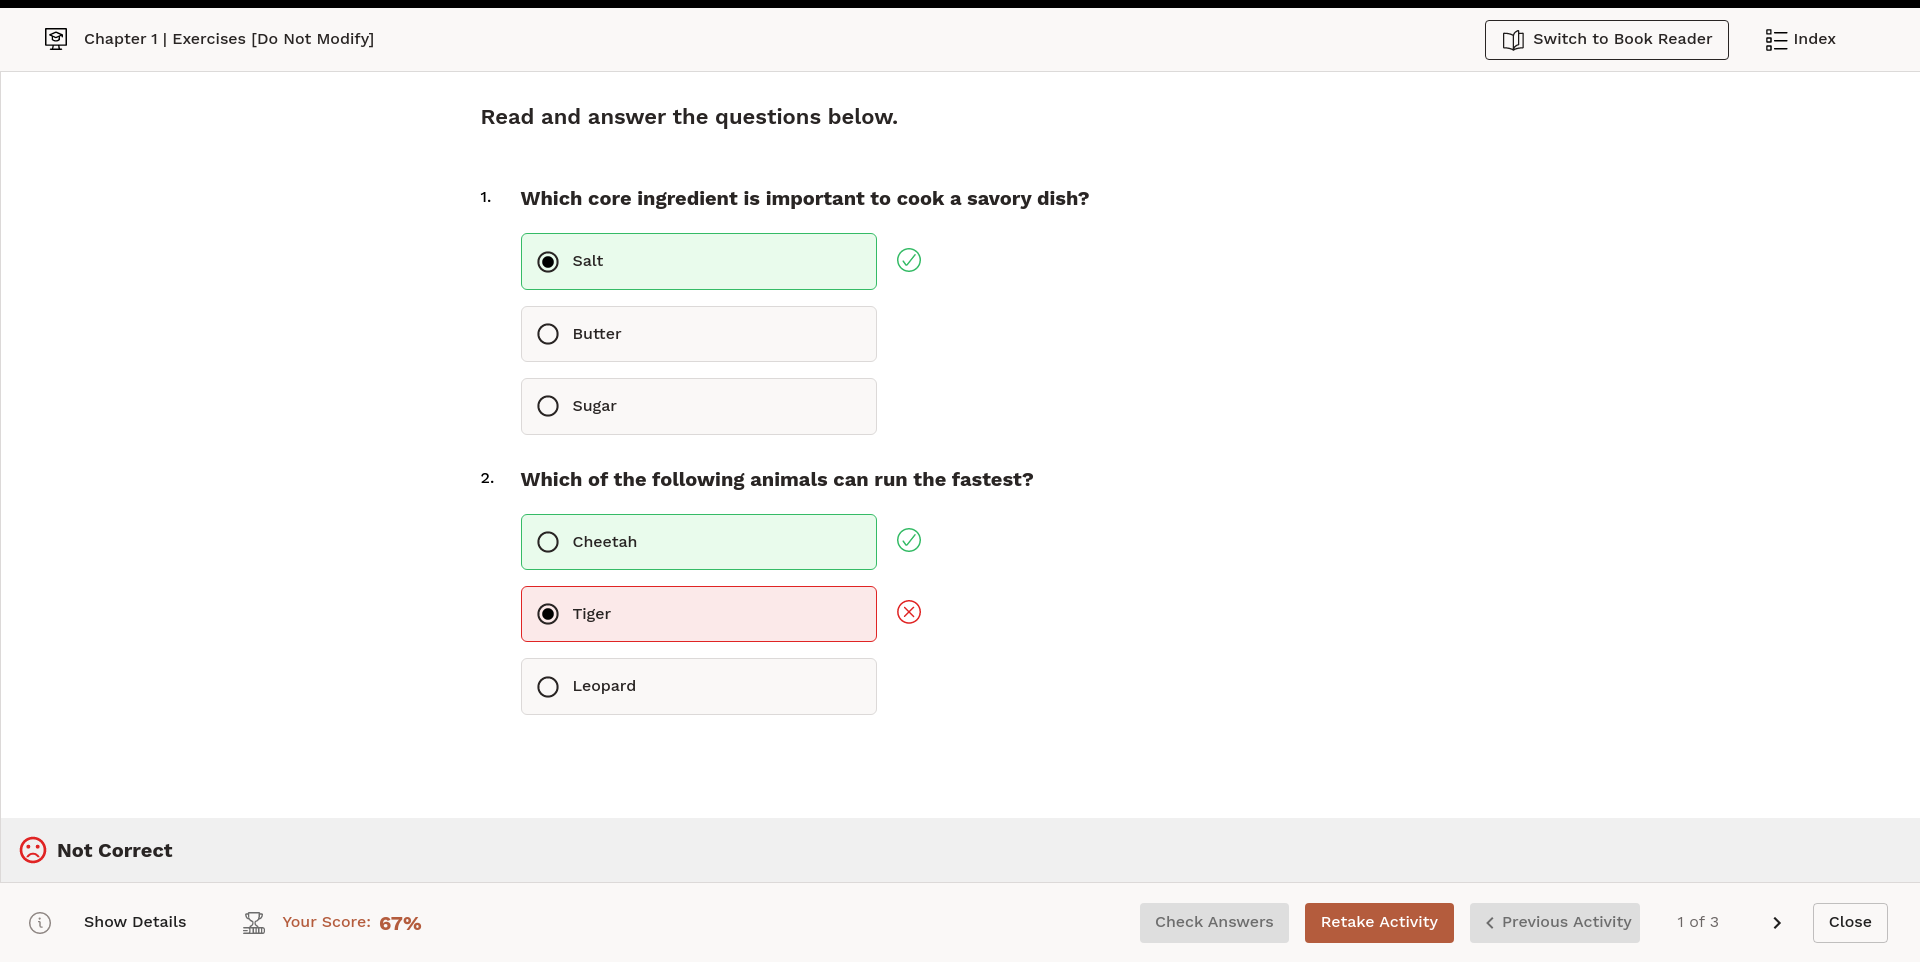 Chapter 1 | Exercises [Do Not Modify]
Switch to Book Reader
Index
Read and answer the questions below.
1. Which core ingredient is important to cook a savory dish?
Salt
Butter
Sugar
2. Which of the following animals can run the fastest?
Cheetah
Tiger
Leopard
Not Correct
Show Details
Your Score: 67%
Check Answers
Retake Activity
Previous Activity
1 of 3
Close